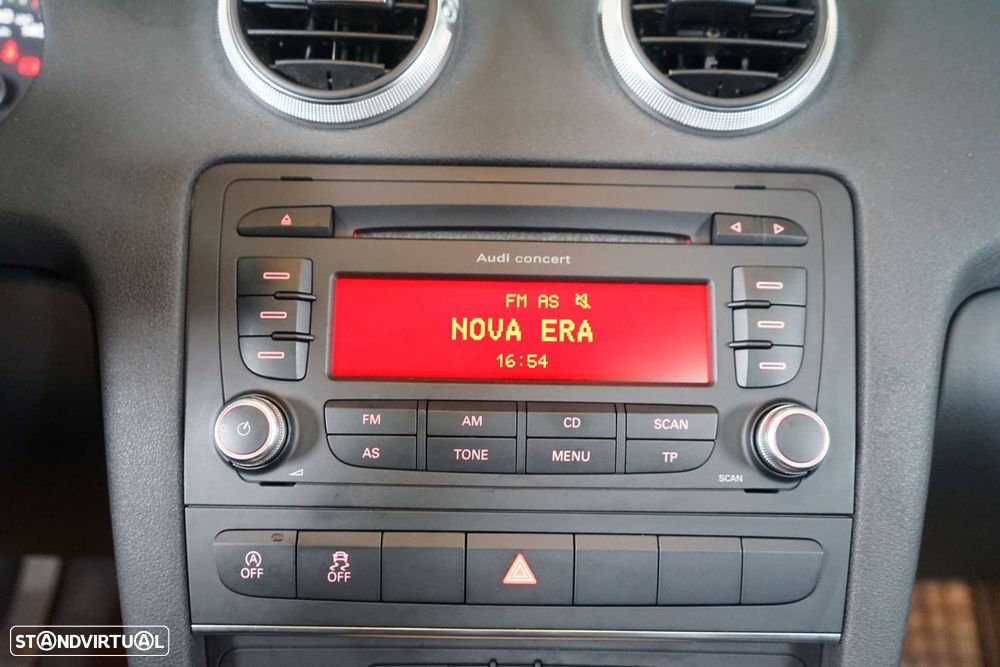 Audi concert
FM AS
NOVA ERA
16:54
FM AM CD SCAN
AS TONE MENU TP
SCAN
A OFF OFF
STANDVIRTUAL